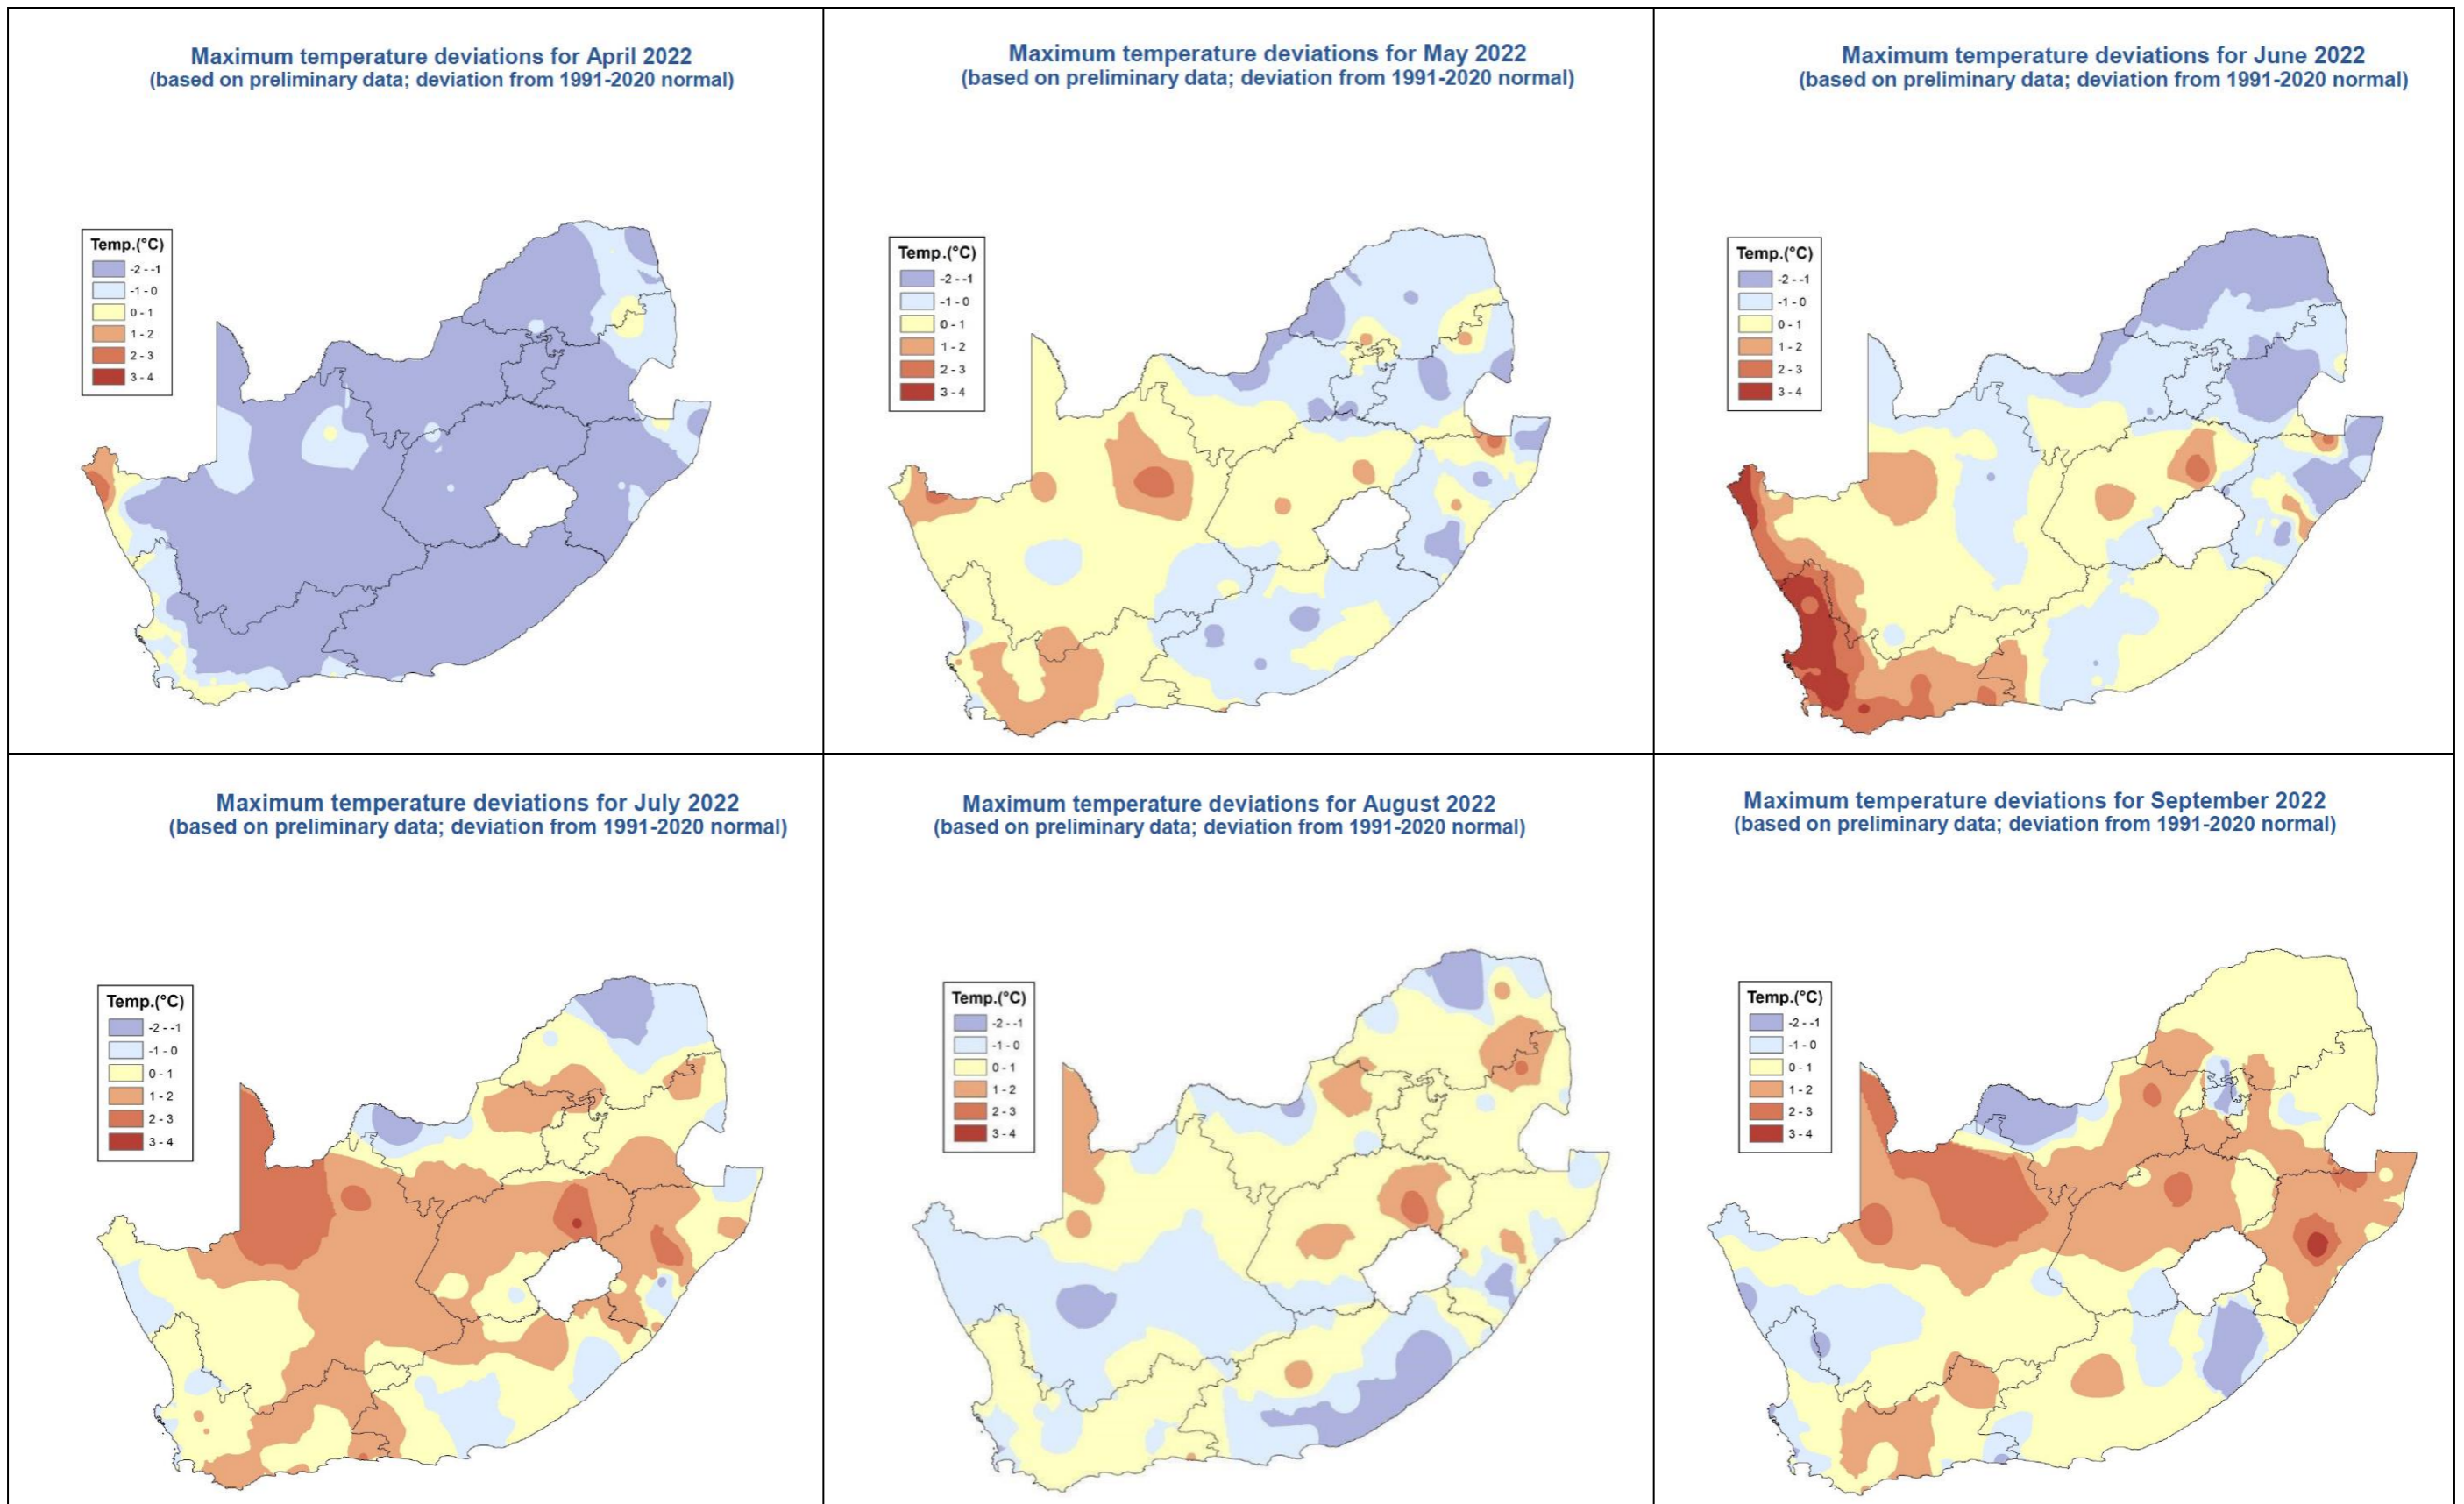 Maximum temperature deviations for April 2022
(based on preliminary data; deviation from 1991-2020 normal)
Temp.(°C)
-2 - -1
-1 - 0
0 - 1
1 - 2
2 - 3
3 - 4
Maximum temperature deviations for May 2022
(based on preliminary data; deviation from 1991-2020 normal)
Temp.(°C)
-2 - -1
-1 - 0
0 - 1
1 - 2
2 - 3
3 - 4
Maximum temperature deviations for June 2022
(based on preliminary data; deviation from 1991-2020 normal)
Temp.(°C)
-2 - -1
-1 - 0
0 - 1
1 - 2
2 - 3
3 - 4
Maximum temperature deviations for July 2022
(based on preliminary data; deviation from 1991-2020 normal)
Temp.(°C)
-2 - -1
-1 - 0
0 - 1
1 - 2
2 - 3
3 - 4
Maximum temperature deviations for August 2022
(based on preliminary data; deviation from 1991-2020 normal)
Temp.(°C)
-2 - -1
-1 - 0
0 - 1
1 - 2
2 - 3
3 - 4
Maximum temperature deviations for September 2022
(based on preliminary data; deviation from 1991-2020 normal)
Temp.(°C)
-2 - -1
-1 - 0
0 - 1
1 - 2
2 - 3
3 - 4